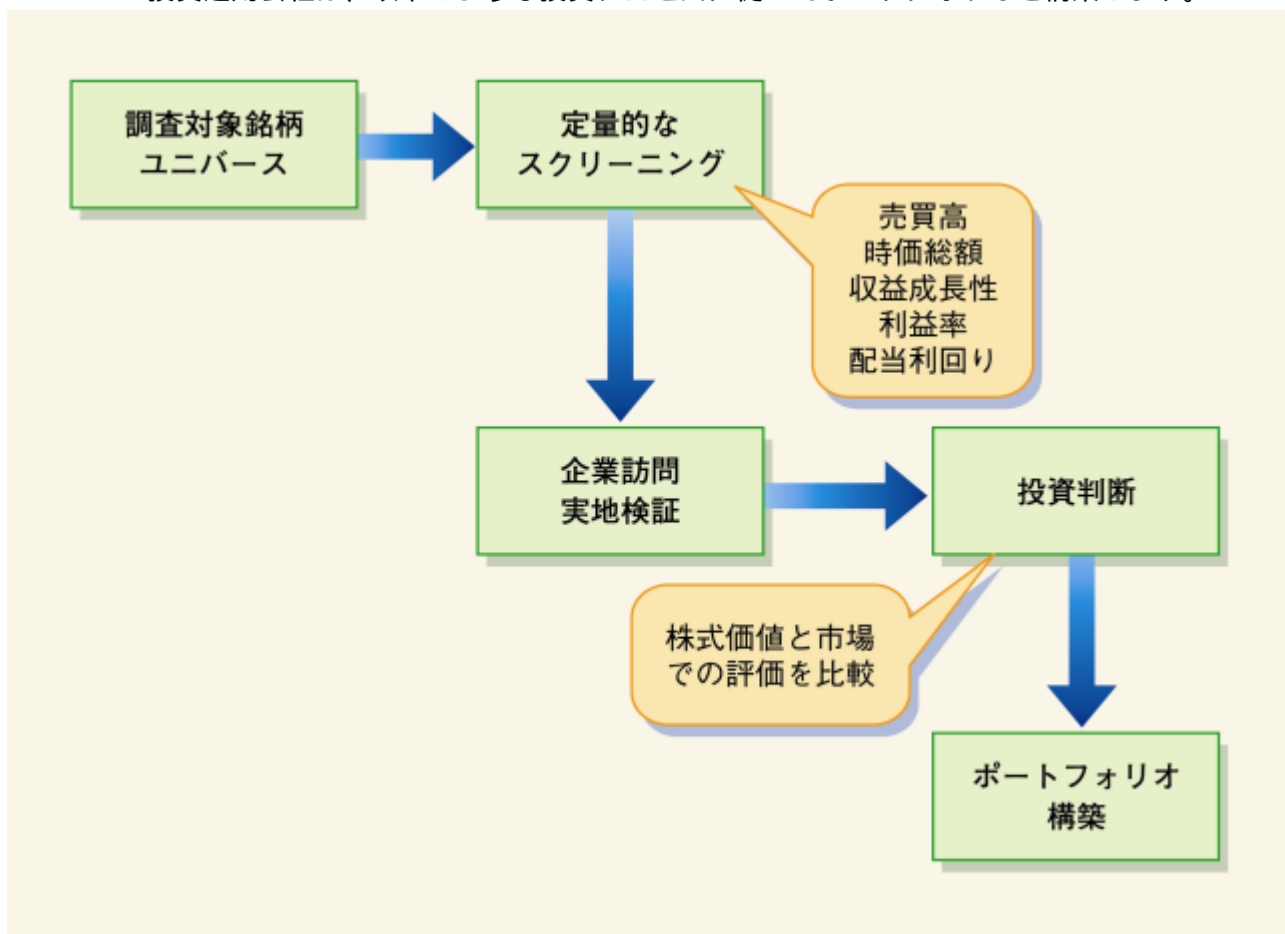 調査対象銘柄
ユニバース
定量的な
スクリーニング
売買高
時価総額
収益成長性
利益率
配当利回り
企業訪問
実地検証
投資判断
株式価値と市場
での評価を比較
ポートフォリオ
構築